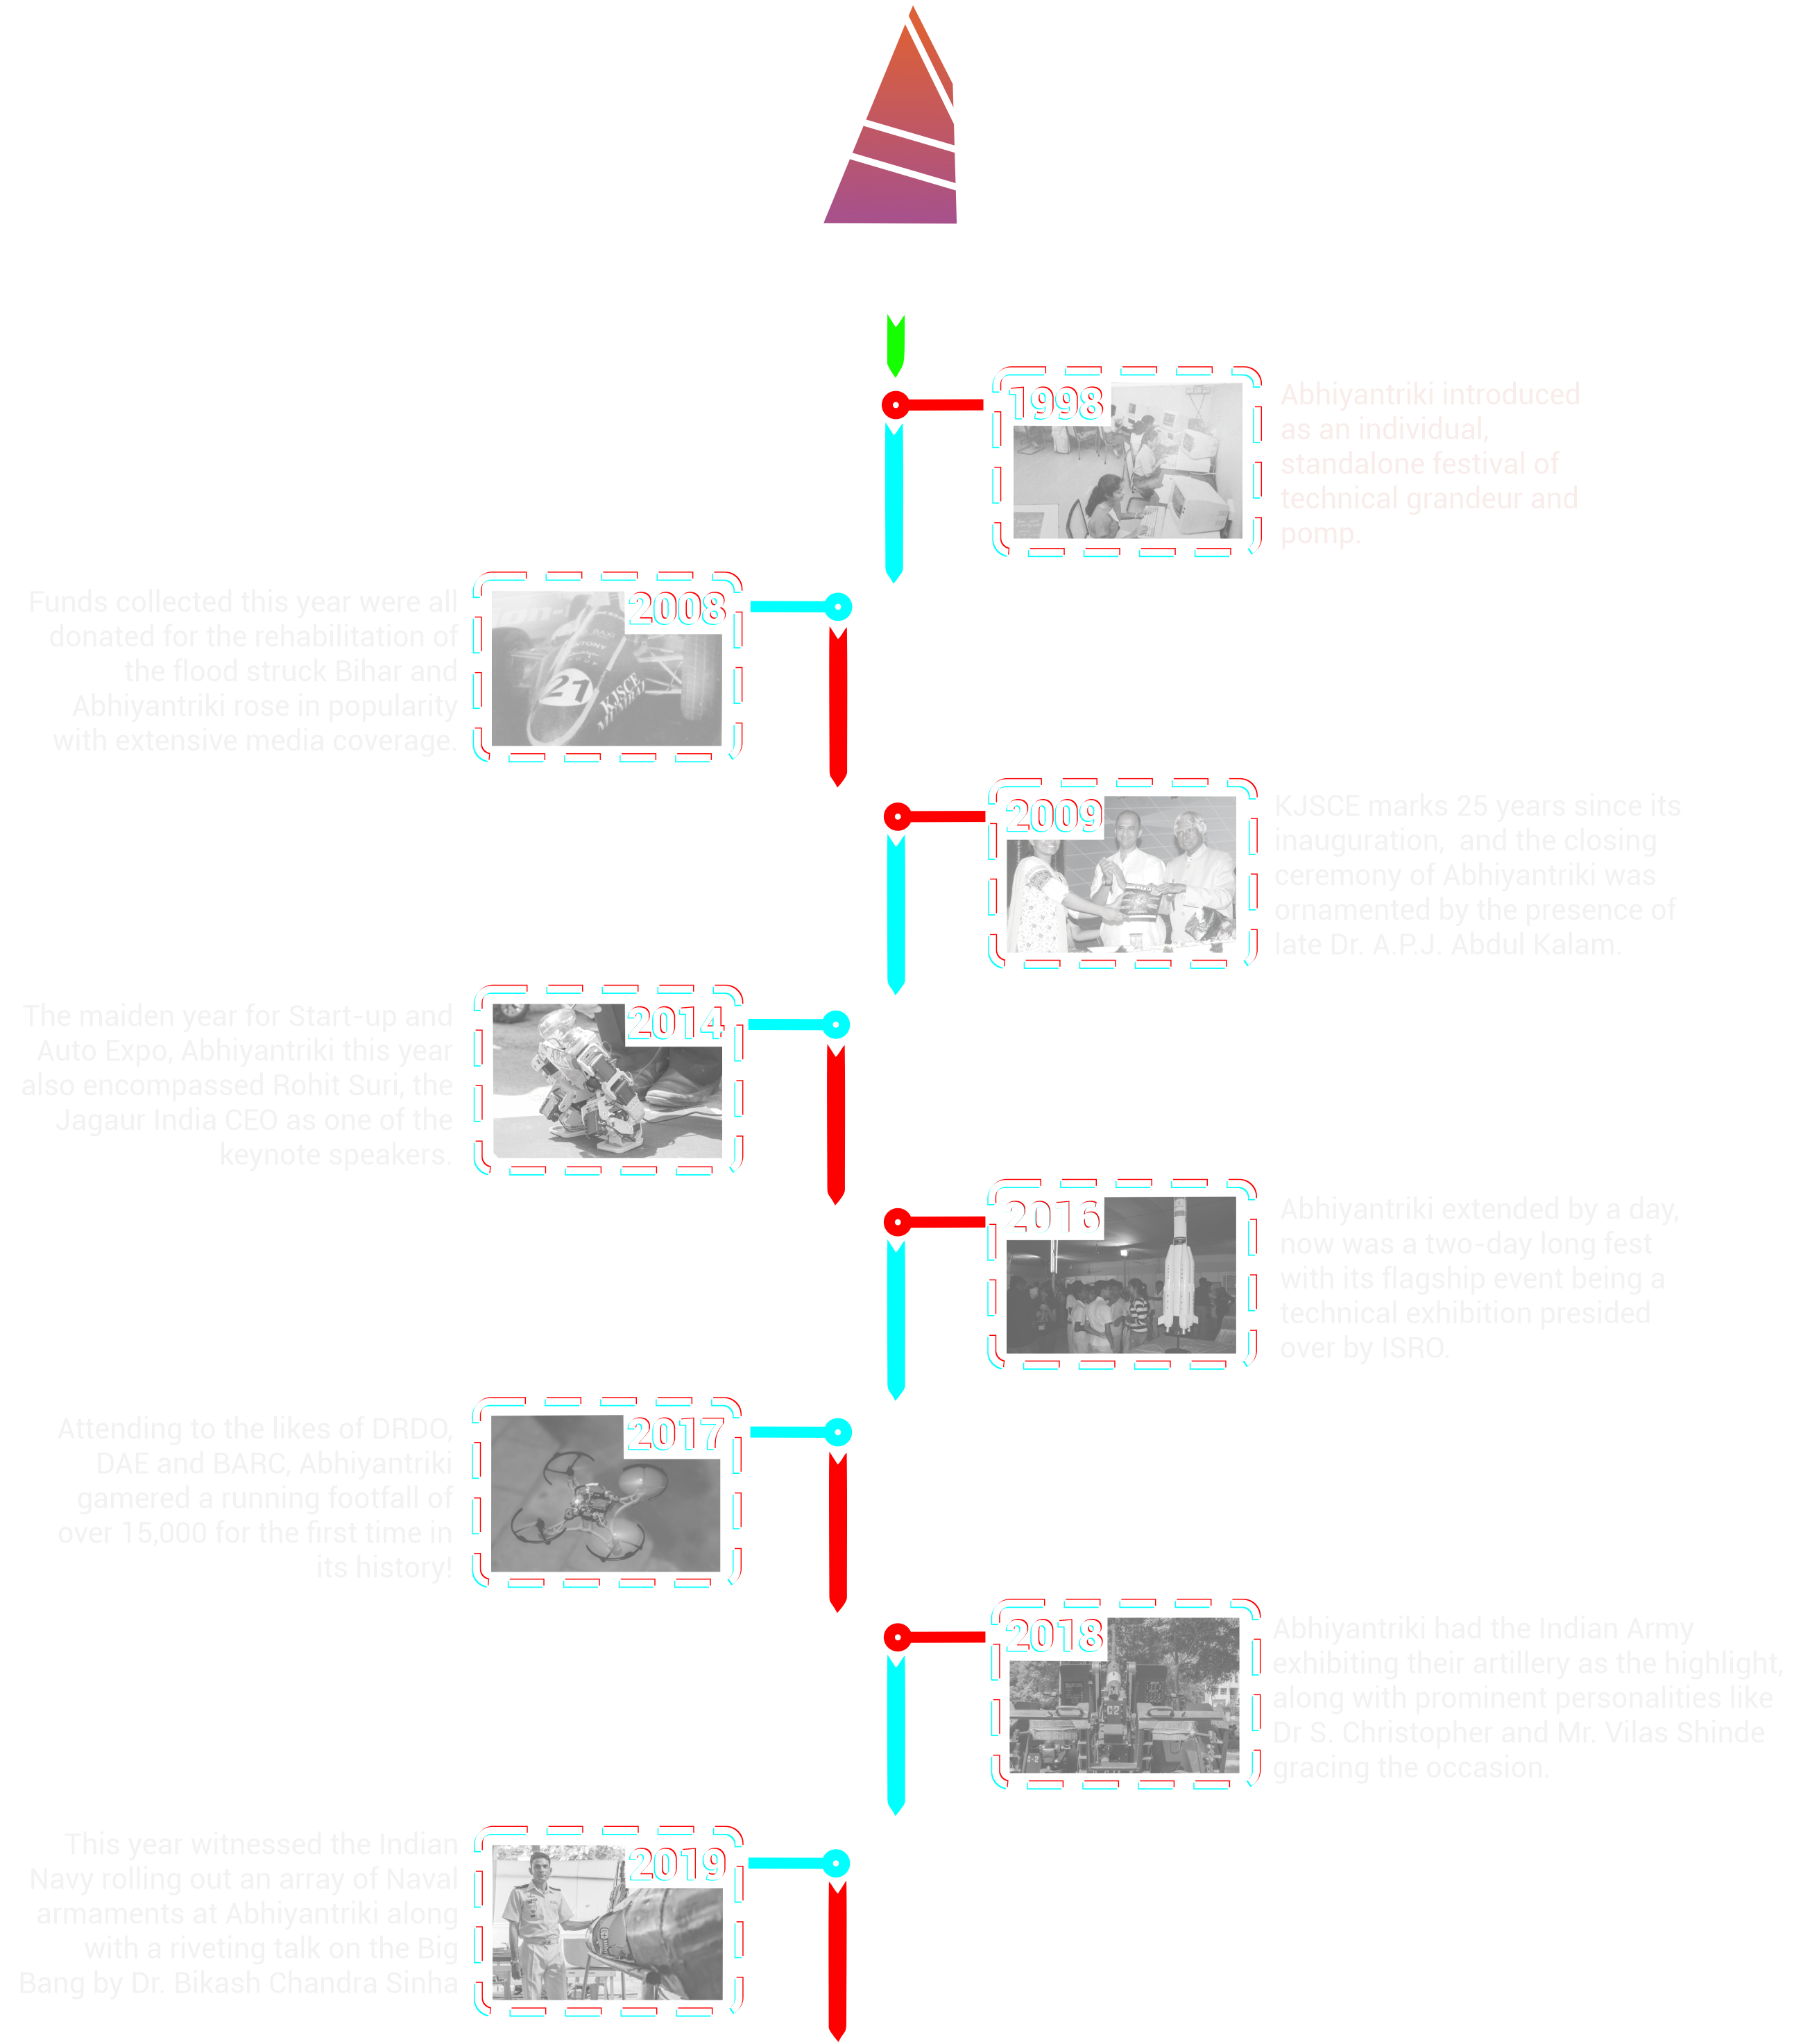 1998
Abhiyantriki introduced
as an individual,
standalone festival of
technical grandeur and
pomp.
2008
Funds collected this year were all
donated for the rehabilitation of
the flood struck Bihar and
Abhiyantriki rose in popularity
with extensive media coverage.
21
KJSCE
2009
KJSCE marks 25 years since its
inauguration, and the closing
ceremony of Abhiyantriki was
ornamented by the presence of
late Dr. A.P.J. Abdul Kalam.
2014
The maiden year for Start-up and
Auto Expo, Abhiyantriki this year
also encompassed Rohit Suri, the
Jagaur India CEO as one of the
keynote speakers.
2016
Abhiyantriki extended by a day,
now was a two-day long fest
with its flagship event being a
technical exhibition presided
over by ISRO.
2017
Attending to the likes of DRDO,
DAE and BARC, Abhiyantriki
gamered a running footfall of
over 15,000 for the first time in
its history!
2018
Abhiyantriki had the Indian Army
exhibiting their artillery as the highlight,
along with prominent personalities like
Dr S. Christopher and Mr. Vilas Shinde
gracing the occasion.
2019
This year witnessed the Indian
Navy rolling out an array of Naval
armaments at Abhiyantriki along
with a riveting talk on the Big
Bang by Dr. Bikash Chandra Sinha